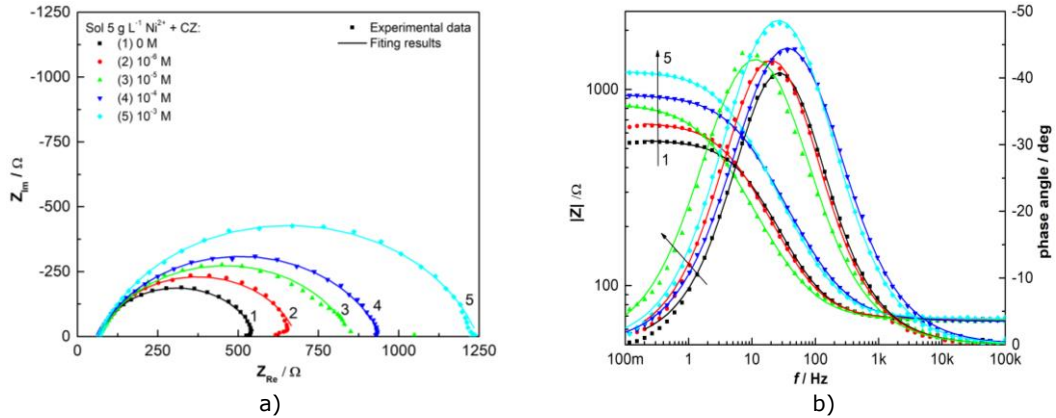 -1250
-1000
-750
-500
-250
0
0 250 500 750 1000 1250
Z_Im / Ω
Z_Re / Ω
Sol 5 g L⁻¹ Ni²⁺ + CZ:
(1) 0 M
(2) 10⁻⁶ M
(3) 10⁻⁵ M
(4) 10⁻⁴ M
(5) 10⁻³ M
Experimental data
Fiting results
1 2 3 4 5
a)
1000
100
|Z| /Ω
100m 1 10 100 1k 10k 100k
f / Hz
-50
-40
-30
-20
-10
0
phase angle / deg
5
1
b)